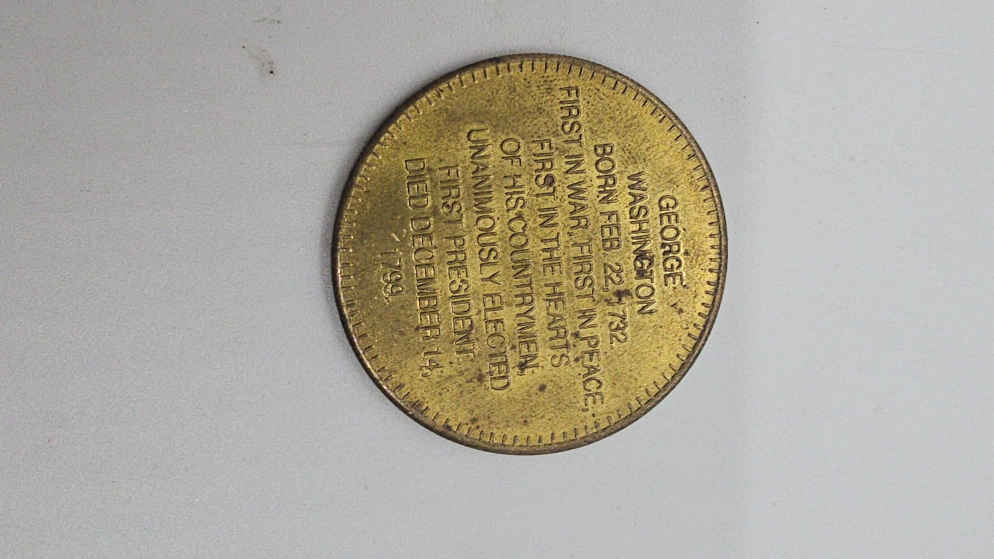 GEORGE
WASHINGTON
BORN FEB. 22, 1732
FIRST IN WAR, FIRST IN PEACE,
FIRST IN THE HEARTS
OF HIS COUNTRYMEN,
UNANIMOUSLY ELECTED
FIRST PRESIDENT.
DIED DECEMBER 14,
1799.